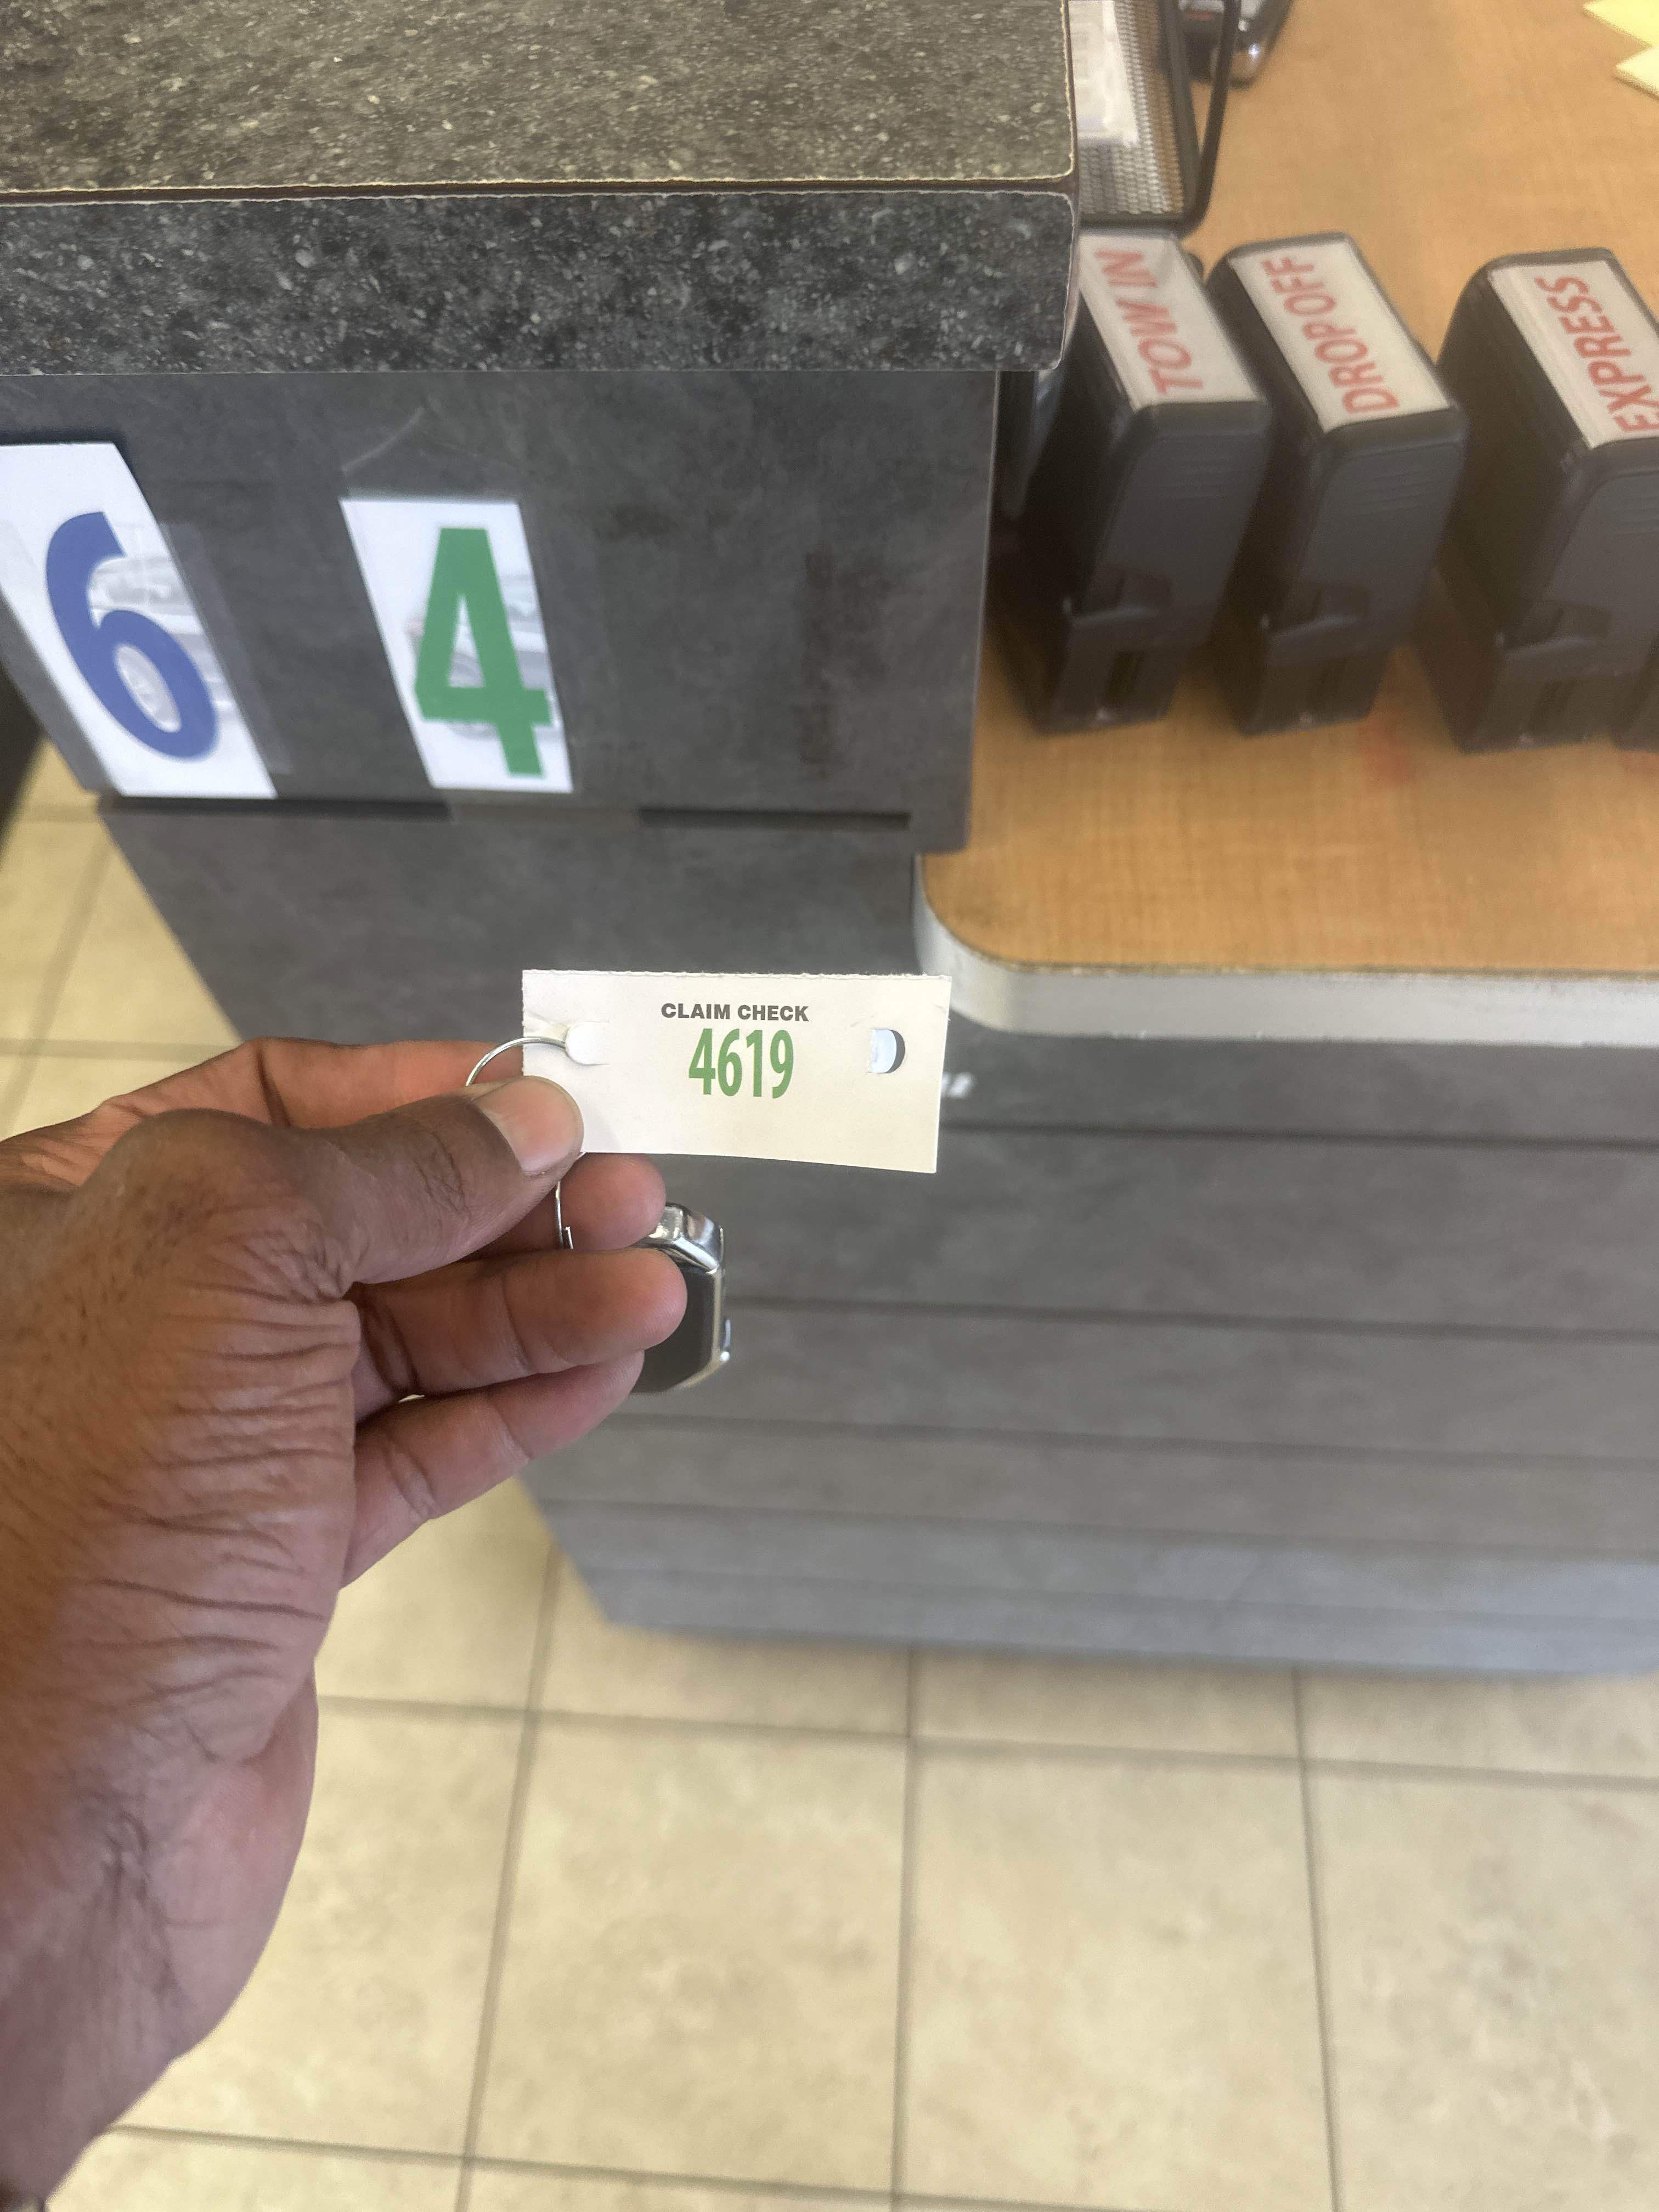 TOW IN
DROP OFF
EXPRESS
6
4
CLAIM CHECK
4619